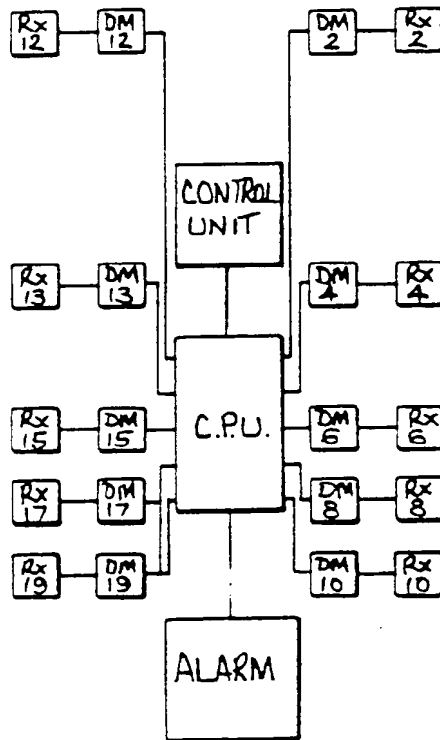 Rx
12
DM
12
DM
2
Rx
2
CONTROL
UNIT
Rx
13
DM
13
DM
4
Rx
4
C.P.U.
Rx
15
DM
15
DM
6
Rx
6
Rx
17
DM
17
DM
8
Rx
8
Rx
19
DM
19
DM
10
Rx
10
ALARM